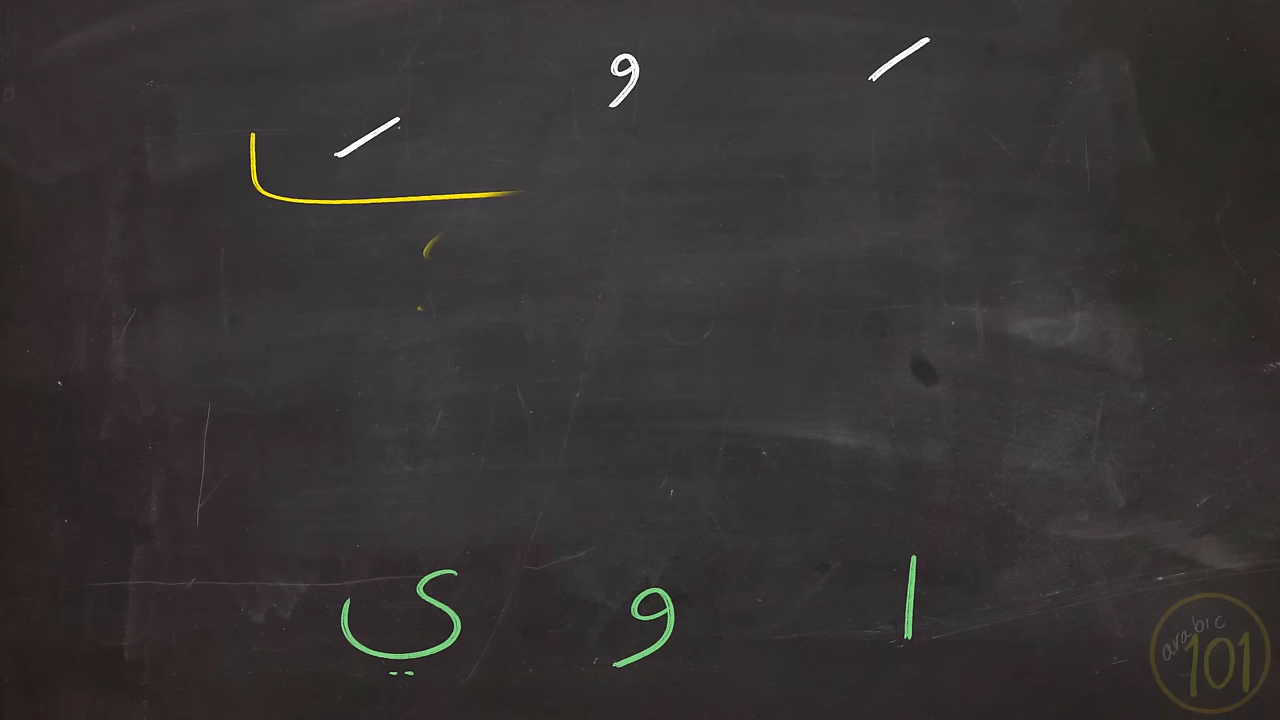 َ ُ ِ
ا و ي
arabic 101